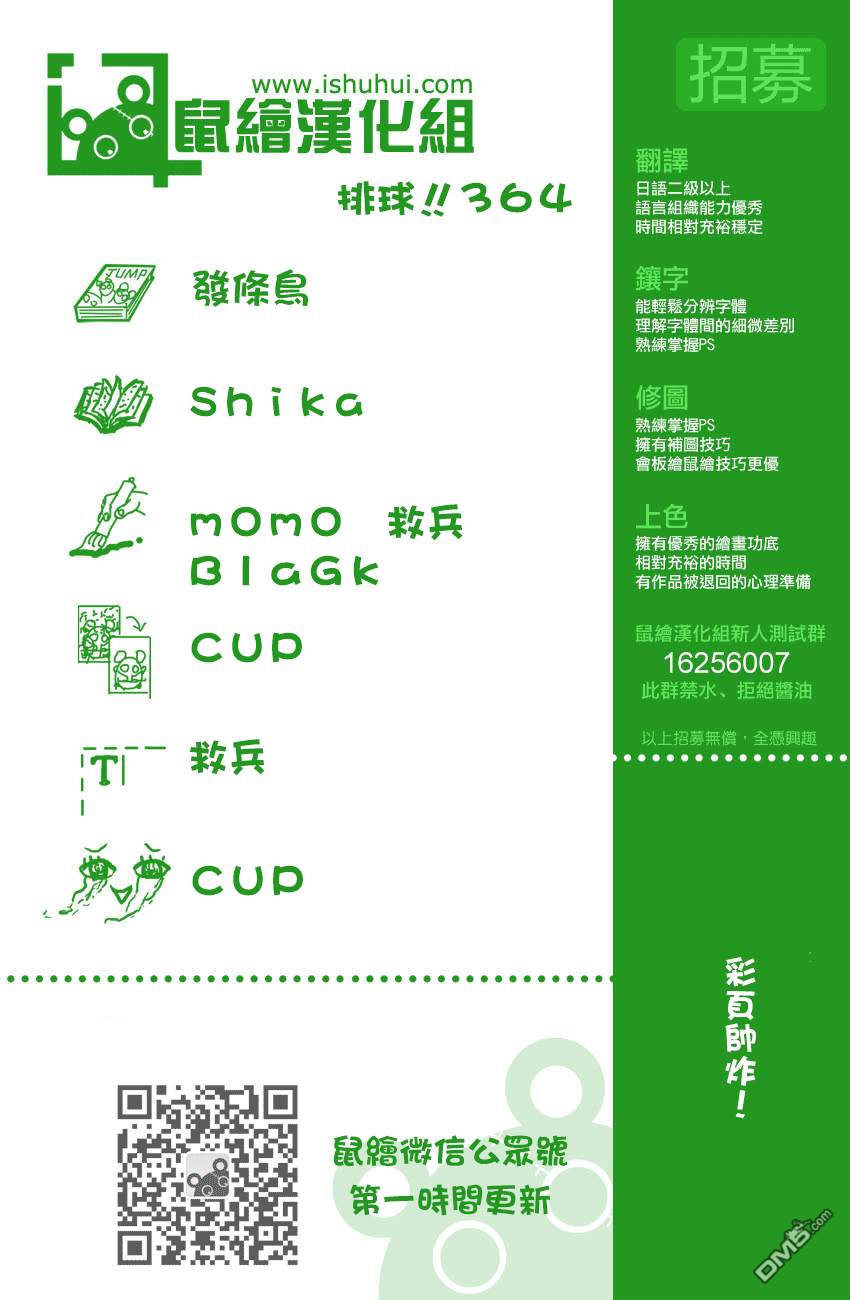 www.ishuhui.com
鼠繪漢化組
排球!!364
JUMP
發條鳥
Shika
mOmO 救兵
BlaGk
CUP
T
救兵
CUP
鼠繪微信公眾號
第一時間更新
招募
翻譯
日語二級以上
語言組織能力優秀
時間相對充裕穩定
鑲字
能輕鬆分辨字體
理解字體間的細微差別
熟練掌握PS
修圖
熟練掌握PS
擁有補圖技巧
會板繪鼠繪技巧更優
上色
擁有優秀的繪畫功底
相對充裕的時間
有作品被退回的心理準備
鼠繪漢化組新人測試群
16256007
此群禁水、拒絕醬油
以上招募無償，全憑興趣
彩頁帥炸！
DM5.com